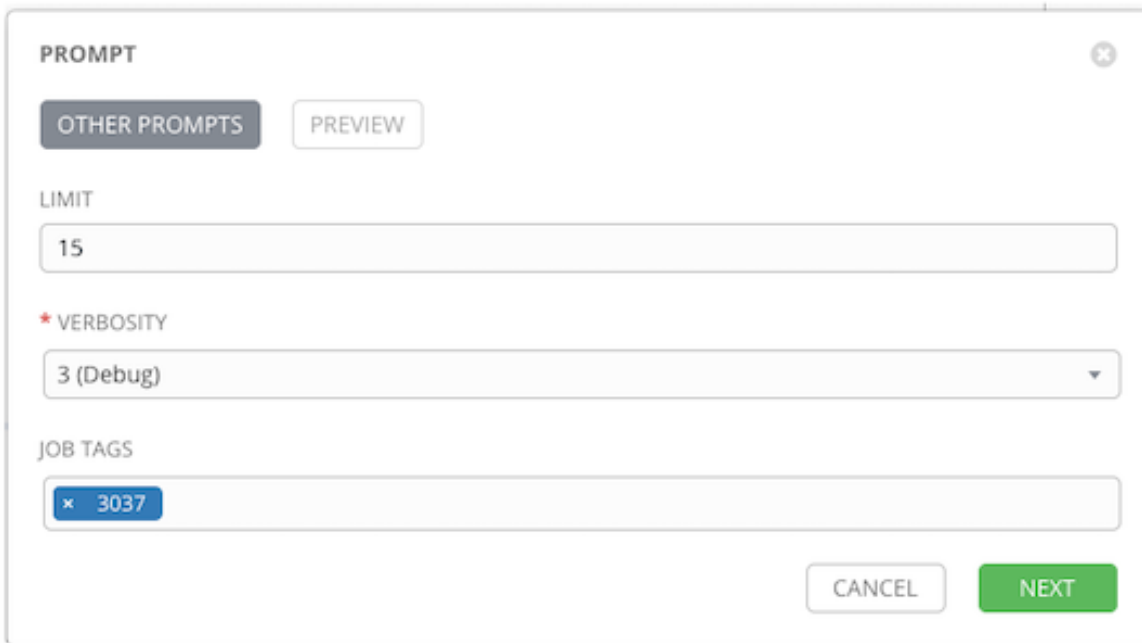 PROMPT
OTHER PROMPTS PREVIEW
LIMIT
15
* VERBOSITY
3 (Debug)
JOB TAGS
× 3037
CANCEL NEXT